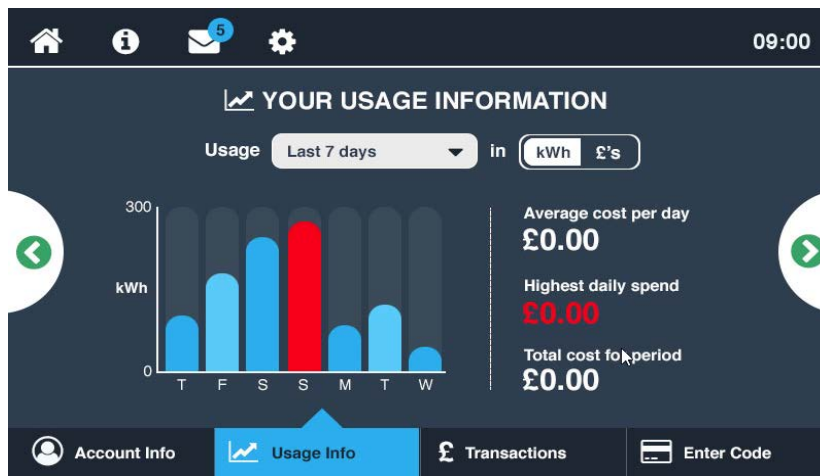 5
09:00
YOUR USAGE INFORMATION
Usage Last 7 days in kWh £'s
300
kWh
0
T F S S M T W
Average cost per day
£0.00
Highest daily spend
£0.00
Total cost for period
£0.00
Account Info Usage Info £ Transactions Enter Code